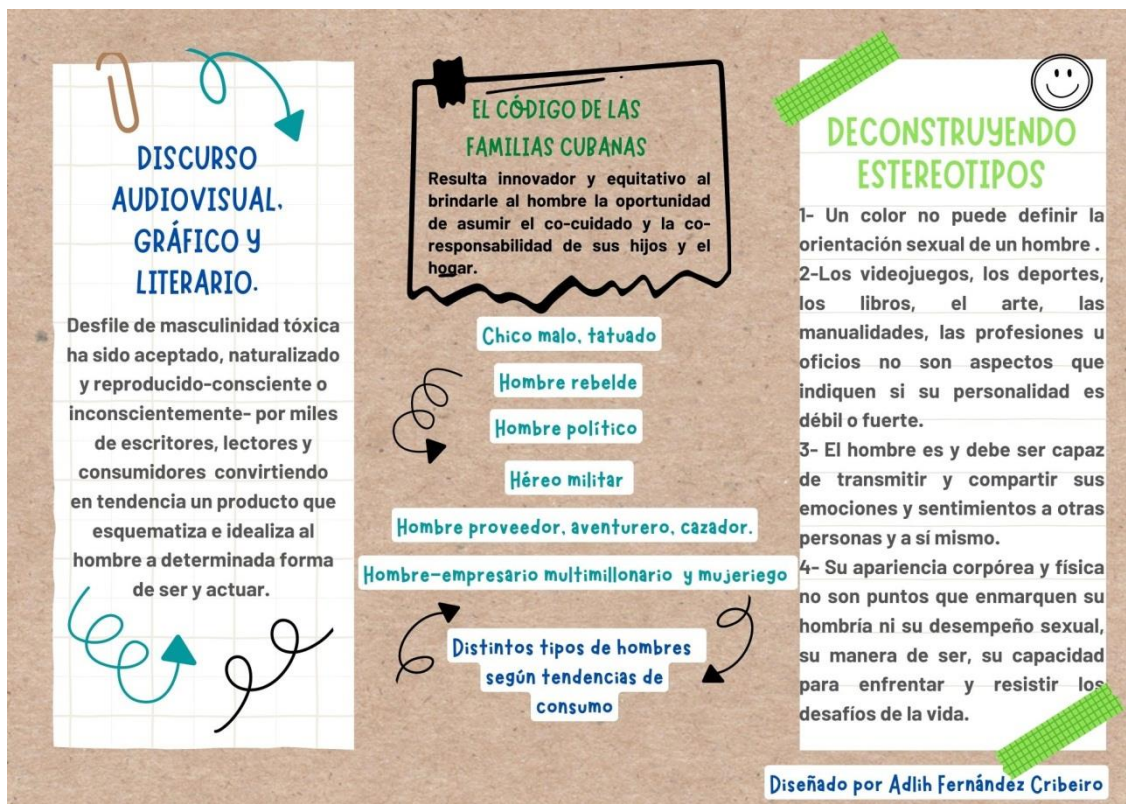 DISCURSO
AUDIOVISUAL,
GRÁFICO Y
LITERARIO.
Desfile de masculinidad tóxica
ha sido aceptado, naturalizado
y reproducido-consciente o
inconscientemente- por miles
de escritores, lectores y
consumidores convirtiendo
en tendencia un producto que
esquematiza e idealiza al
hombre a determinada forma
de ser y actuar.
EL CÓDIGO DE LAS
FAMILIAS CUBANAS
Resulta innovador y equitativo al
brindarle al hombre la oportunidad
de asumir el co-cuidado y la co-
responsabilidad de sus hijos y el
hogar.
Chico malo, tatuado
Hombre rebelde
Hombre político
Héreo militar
Hombre proveedor, aventurero, cazador.
Hombre-empresario multimillonario y mujeriego
Distintos tipos de hombres
según tendencias de
consumo
DECONSTRUYENDO
ESTEREOTIPOS
1- Un color no puede definir la
orientación sexual de un hombre .
2-Los videojuegos, los deportes,
los libros, el arte, las
manualidades, las profesiones u
oficios no son aspectos que
indiquen si su personalidad es
débil o fuerte.
3- El hombre es y debe ser capaz
de transmitir y compartir sus
emociones y sentimientos a otras
personas y a sí mismo.
4- Su apariencia corpórea y física
no son puntos que enmarquen su
hombría ni su desempeño sexual,
su manera de ser, su capacidad
para enfrentar y resistir los
desafíos de la vida.
Diseñado por Adlih Fernández Cribeiro